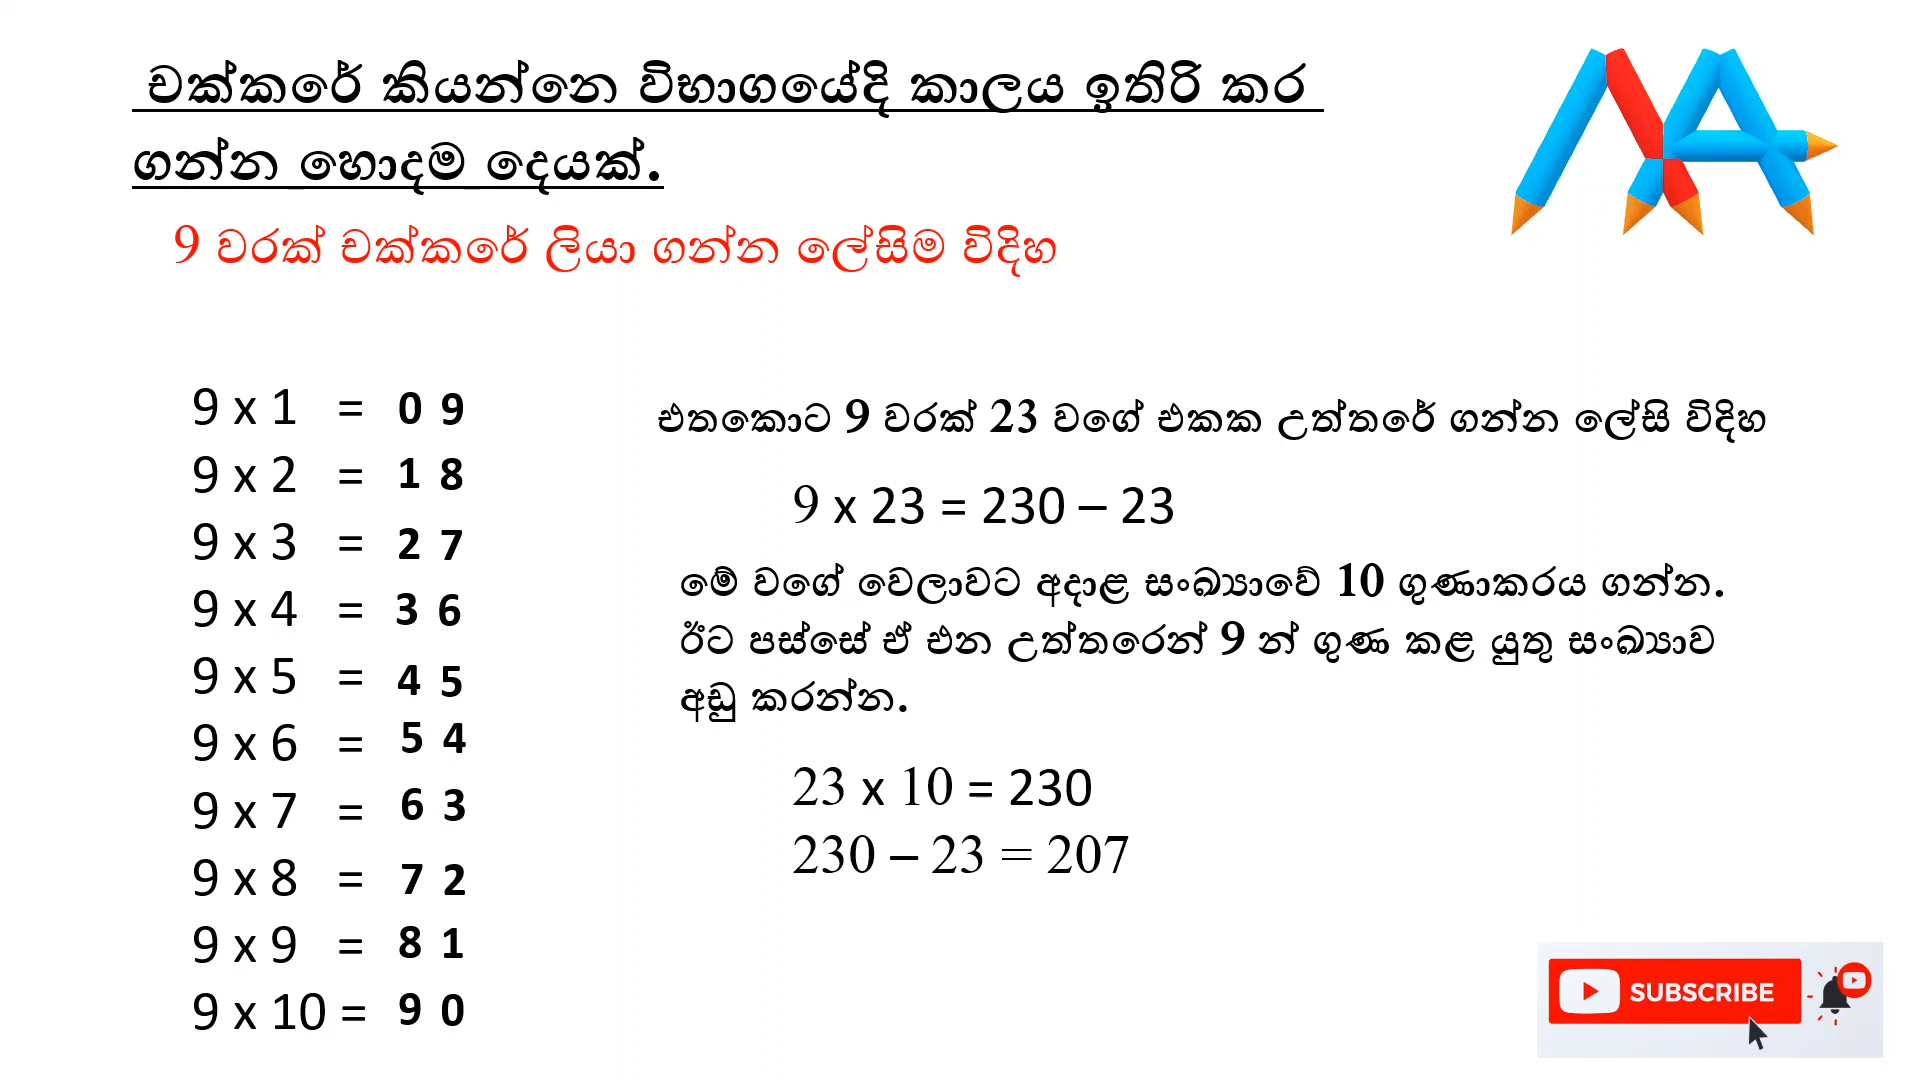 චක්කරේ කියන්නෙ විභාගයේදි කාලය ඉතිරි කර
ගන්න හොදම දෙයක්.
9 වරක් චක්කරේ ලියා ගන්න ලේසිම විදිහ
9 x 1 = 0 9
9 x 2 = 1 8
9 x 3 = 2 7
9 x 4 = 3 6
9 x 5 = 4 5
9 x 6 = 5 4
9 x 7 = 6 3
9 x 8 = 7 2
9 x 9 = 8 1
9 x 10 = 9 0
එතකොට 9 වරක් 23 වගේ එකක උත්තරේ ගන්න ලේසි විදිහ
9 x 23 = 230 – 23
මේ වගේ වෙලාවට අදාළ සංඛ්‍යාවේ 10 ගුණාකරය ගන්න.
ඊට පස්සේ ඒ එන උත්තරෙන් 9 න් ගුණ කළ යුතු සංඛ්‍යාව
අඩු කරන්න.
23 x 10 = 230
230 – 23 = 207
SUBSCRIBE